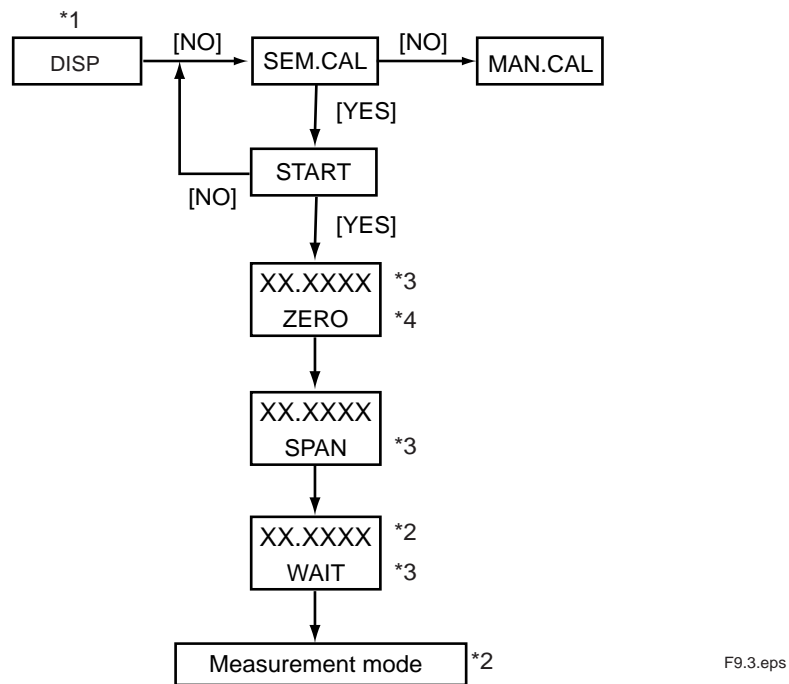 *1
DISP
[NO]
SEM.CAL
[NO]
MAN.CAL
[YES]
START
[NO]
[YES]
XX.XXXX *3
ZERO *4
XX.XXXX
SPAN *3
XX.XXXX *2
WAIT *3
Measurement mode *2
F9.3.eps